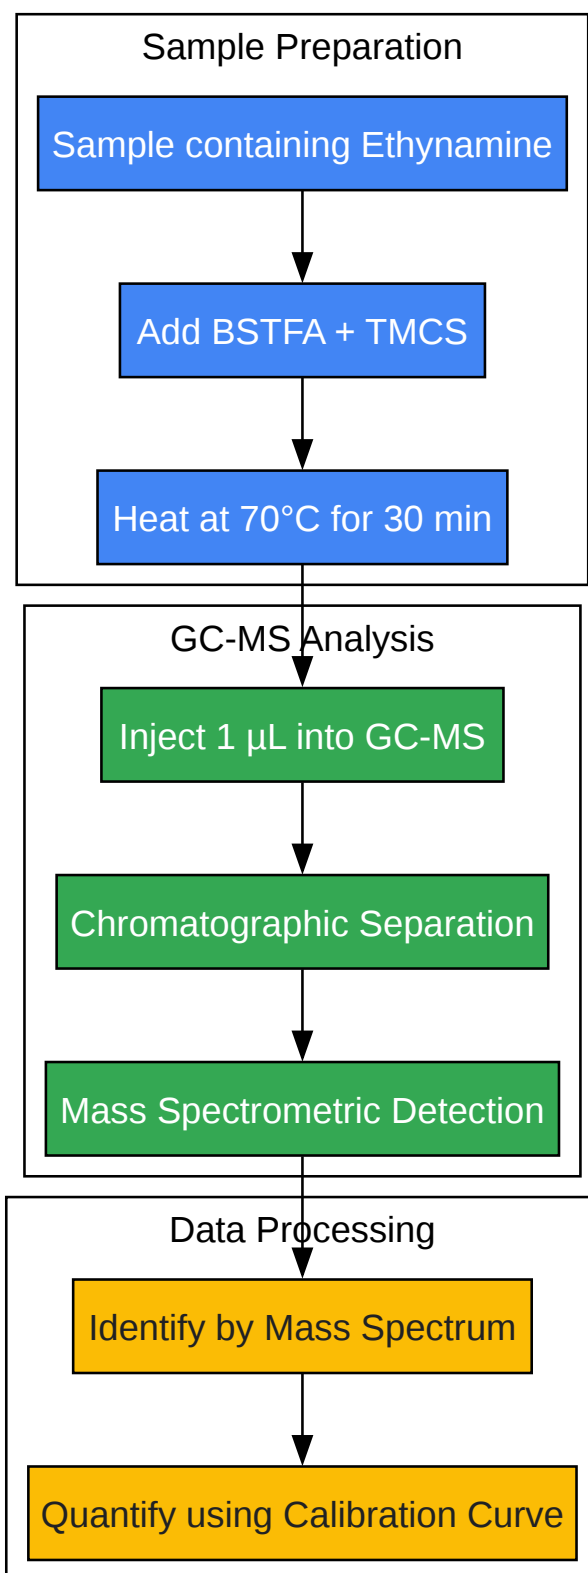 Sample Preparation
Sample containing Ethynamine
Add BSTFA + TMCS
Heat at 70°C for 30 min
GC-MS Analysis
Inject 1 µL into GC-MS
Chromatographic Separation
Mass Spectrometric Detection
Data Processing
Identify by Mass Spectrum
Quantify using Calibration Curve